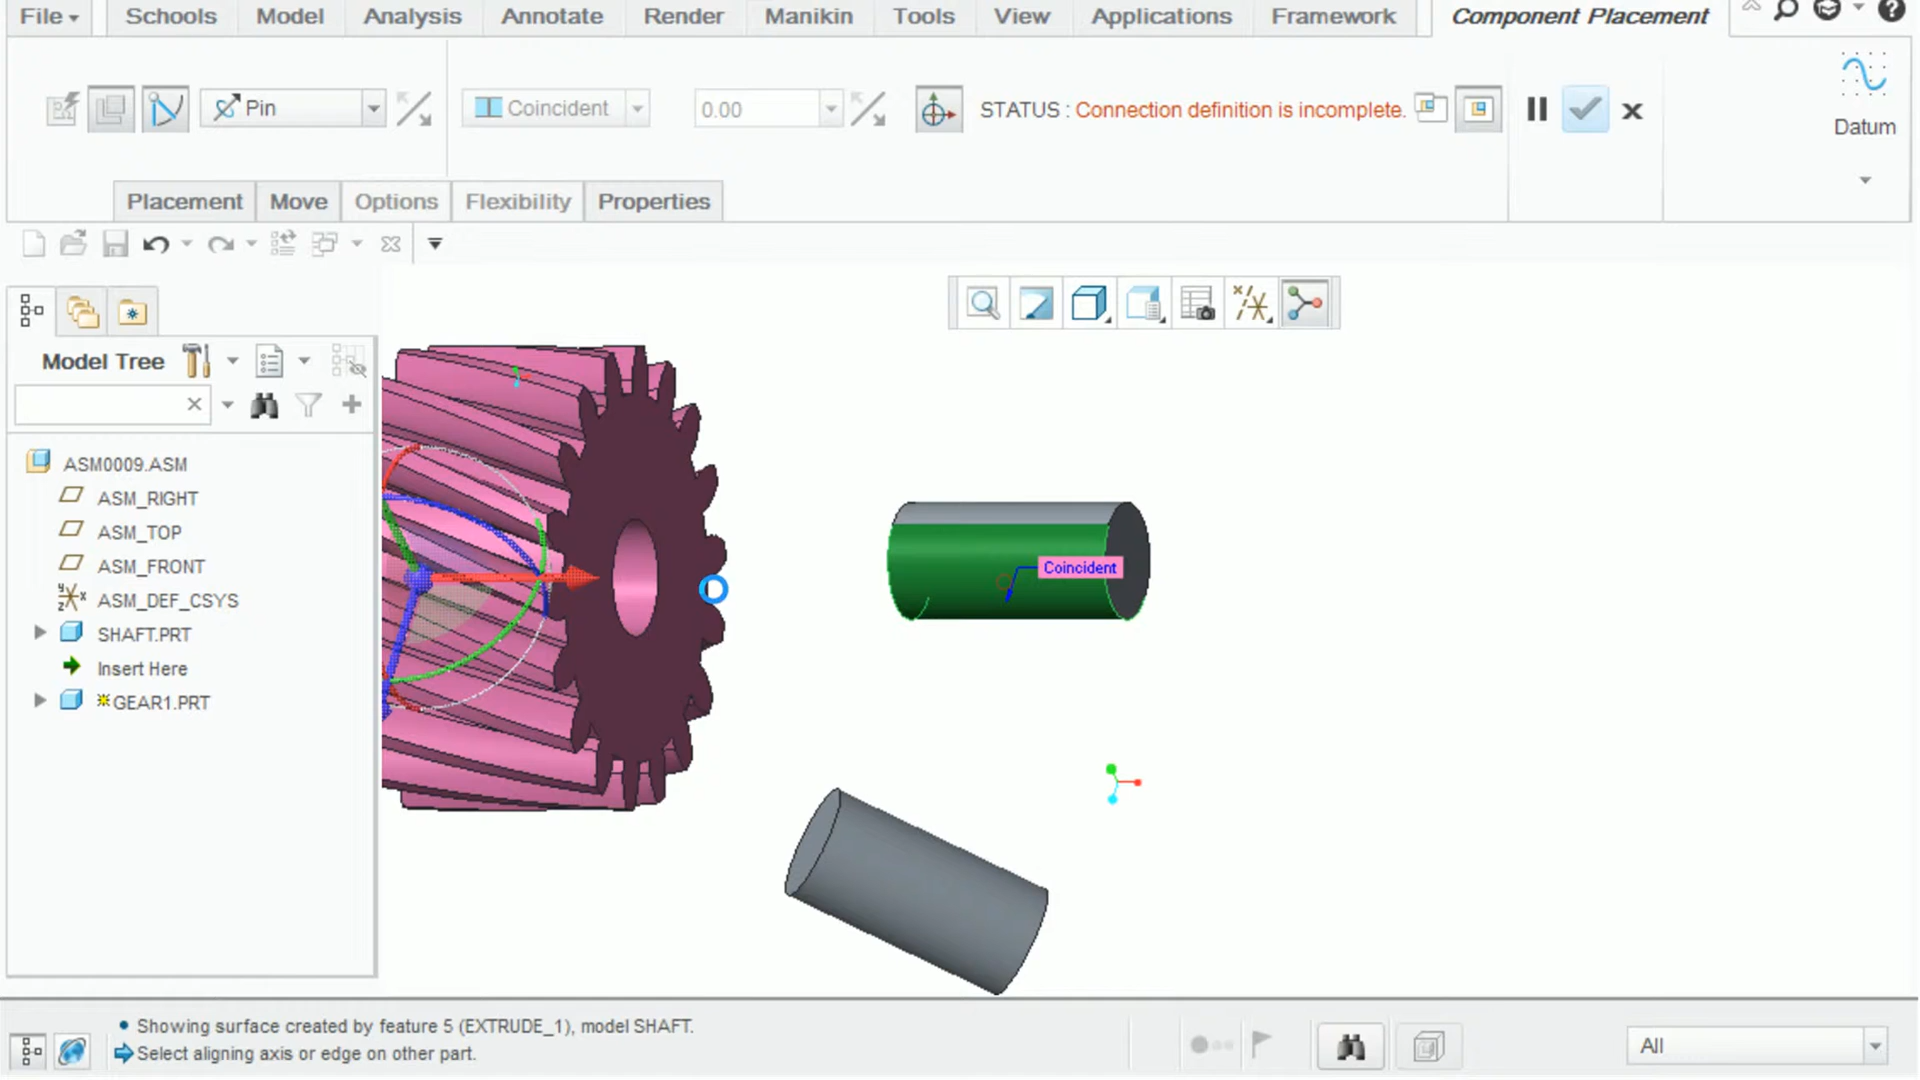 File Schools Model Analysis Annotate Render Manikin Tools View Applications Framework Component Placement
Pin Coincident 0.00 STATUS : Connection definition is incomplete. Datum
Placement Move Options Flexibility Properties
Model Tree
ASM0009.ASM
ASM_RIGHT
ASM_TOP
ASM_FRONT
ASM_DEF_CSYS
SHAFT.PRT
Insert Here
GEAR1.PRT
Coincident
Showing surface created by feature 5 (EXTRUDE_1), model SHAFT.
Select aligning axis or edge on other part.
All